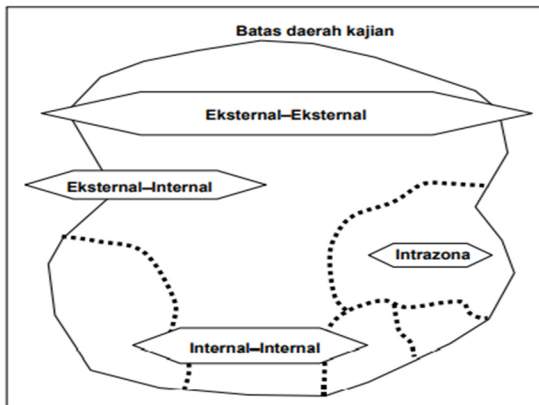 Batas daerah kajian
Eksternal–Eksternal
Eksternal–Internal
Intrazona
Internal–Internal